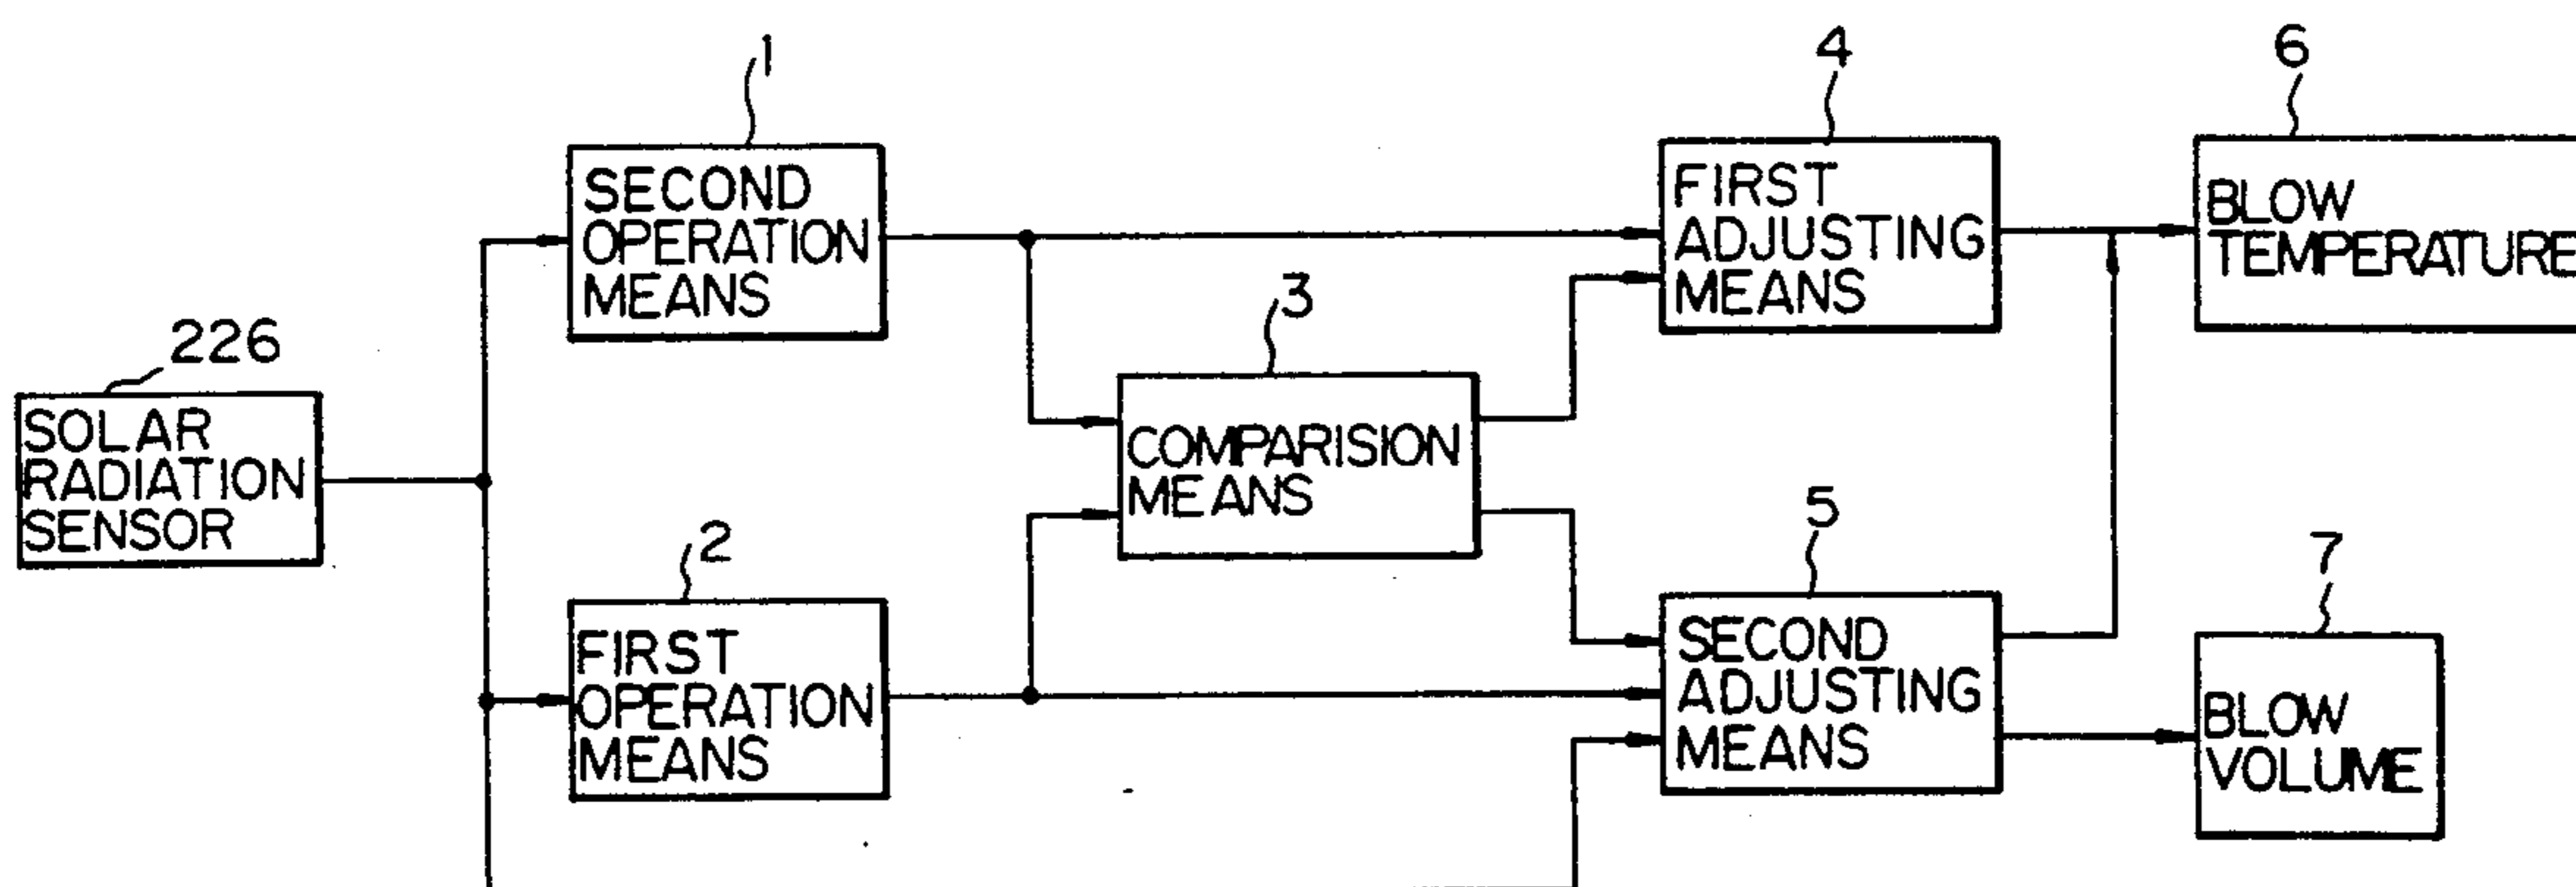 1
SECOND
OPERATION
MEANS
4
FIRST
ADJUSTING
MEANS
6
BLOW
TEMPERATURE
3
COMPARISION
MEANS
226
SOLAR
RADIATION
SENSOR
2
FIRST
OPERATION
MEANS
5
SECOND
ADJUSTING
MEANS
7
BLOW
VOLUME